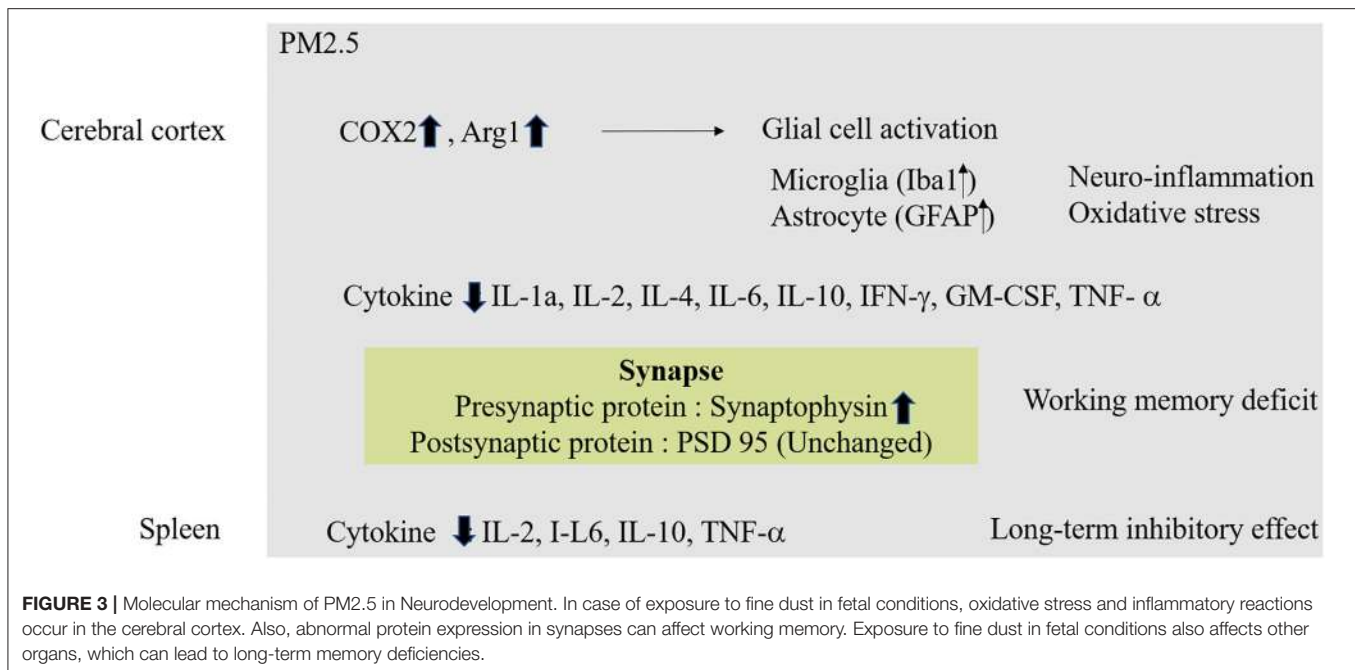 PM2.5
Cerebral cortex COX2⬆, Arg1⬆ → Glial cell activation
Microglia (Iba1↑) Neuro-inflammation
Astrocyte (GFAP↑) Oxidative stress
Cytokine ⬇ IL-1a, IL-2, IL-4, IL-6, IL-10, IFN-γ, GM-CSF, TNF- α
Synapse
Presynaptic protein : Synaptophysin⬆ Working memory deficit
Postsynaptic protein : PSD 95 (Unchanged)
Spleen Cytokine ⬇ IL-2, I-L6, IL-10, TNF-α Long-term inhibitory effect
FIGURE 3 | Molecular mechanism of PM2.5 in Neurodevelopment. In case of exposure to fine dust in fetal conditions, oxidative stress and inflammatory reactions
occur in the cerebral cortex. Also, abnormal protein expression in synapses can affect working memory. Exposure to fine dust in fetal conditions also affects other
organs, which can lead to long-term memory deficiencies.